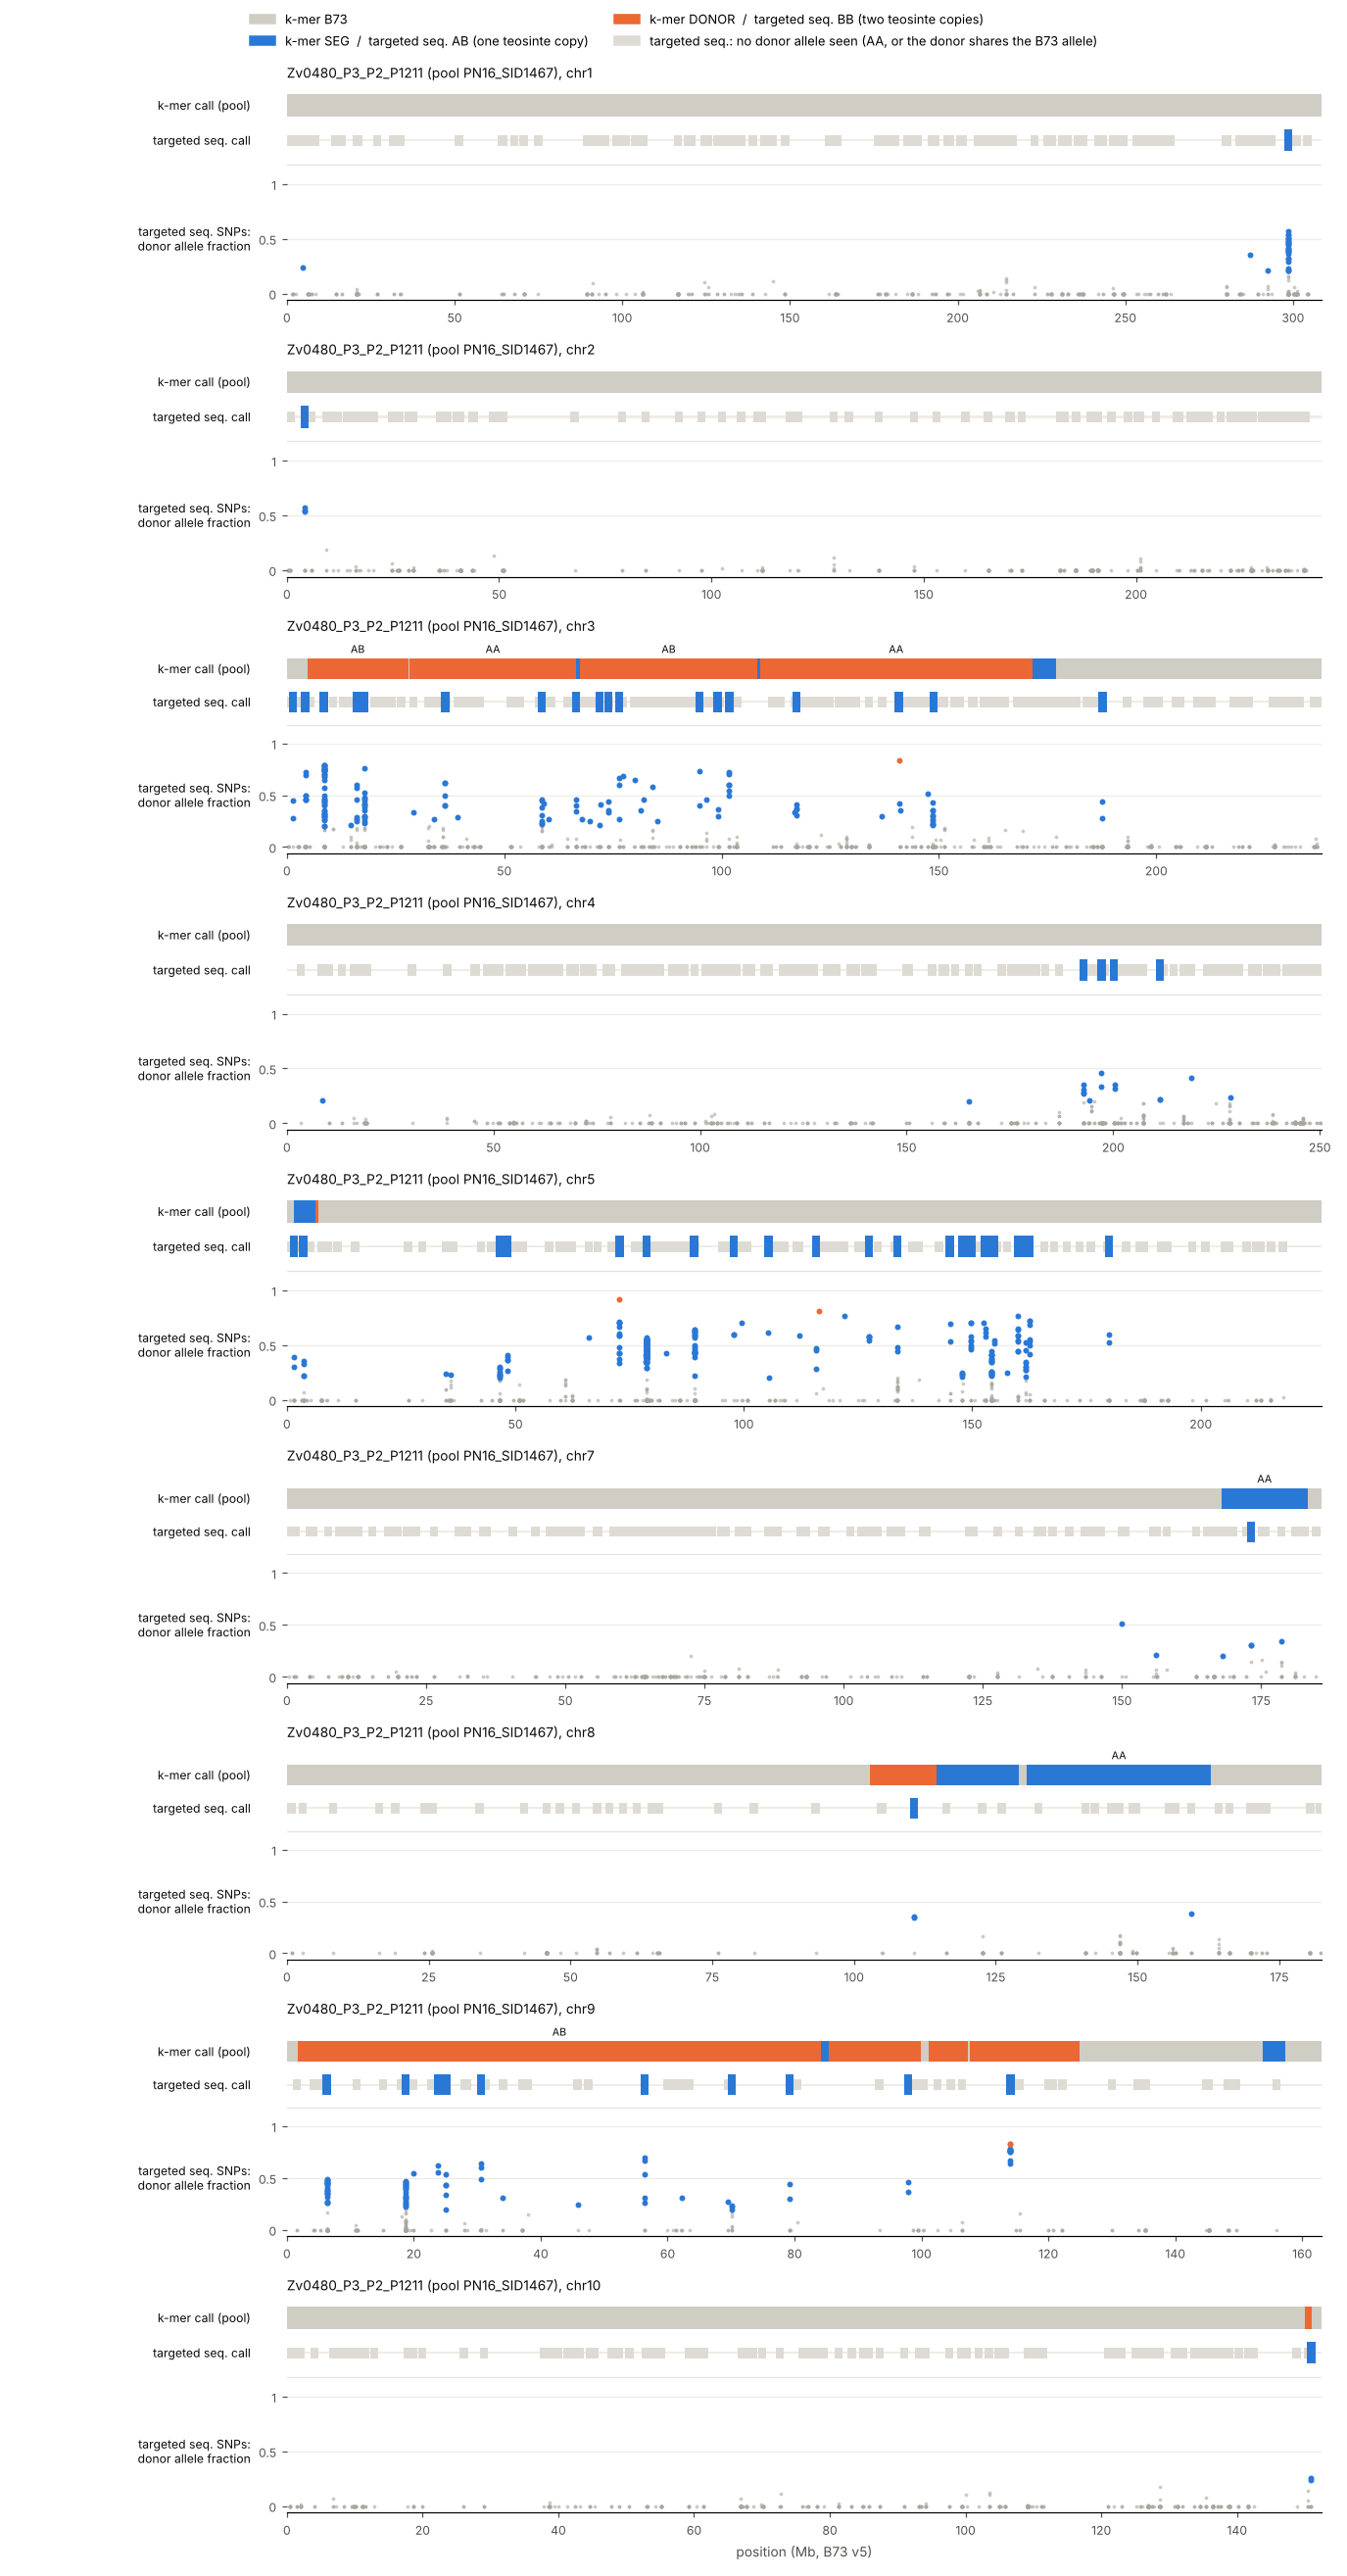 k-mer B73
k-mer DONOR / targeted seq. BB (two teosinte copies)
k-mer SEG / targeted seq. AB (one teosinte copy)
targeted seq.: no donor allele seen (AA, or the donor shares the B73 allele)
Zv0480_P3_P2_P1211 (pool PN16_SID1467), chr1
k-mer call (pool)
targeted seq. call
1
targeted seq. SNPs:
donor allele fraction
0.5
0
0 50 100 150 200 250 300
Zv0480_P3_P2_P1211 (pool PN16_SID1467), chr2
k-mer call (pool)
targeted seq. call
1
targeted seq. SNPs:
donor allele fraction
0.5
0
0 50 100 150 200
Zv0480_P3_P2_P1211 (pool PN16_SID1467), chr3
AB AA AB AA
k-mer call (pool)
targeted seq. call
1
targeted seq. SNPs:
donor allele fraction
0.5
0
0 50 100 150 200
Zv0480_P3_P2_P1211 (pool PN16_SID1467), chr4
k-mer call (pool)
targeted seq. call
1
targeted seq. SNPs:
donor allele fraction
0.5
0
0 50 100 150 200 250
Zv0480_P3_P2_P1211 (pool PN16_SID1467), chr5
k-mer call (pool)
targeted seq. call
1
targeted seq. SNPs:
donor allele fraction
0.5
0
0 50 100 150 200
Zv0480_P3_P2_P1211 (pool PN16_SID1467), chr7
AA
k-mer call (pool)
targeted seq. call
1
targeted seq. SNPs:
donor allele fraction
0.5
0
0 25 50 75 100 125 150 175
Zv0480_P3_P2_P1211 (pool PN16_SID1467), chr8
AA
k-mer call (pool)
targeted seq. call
1
targeted seq. SNPs:
donor allele fraction
0.5
0
0 25 50 75 100 125 150 175
Zv0480_P3_P2_P1211 (pool PN16_SID1467), chr9
AB
k-mer call (pool)
targeted seq. call
1
targeted seq. SNPs:
donor allele fraction
0.5
0
0 20 40 60 80 100 120 140 160
Zv0480_P3_P2_P1211 (pool PN16_SID1467), chr10
k-mer call (pool)
targeted seq. call
1
targeted seq. SNPs:
donor allele fraction
0.5
0
0 20 40 60 80 100 120 140
position (Mb, B73 v5)